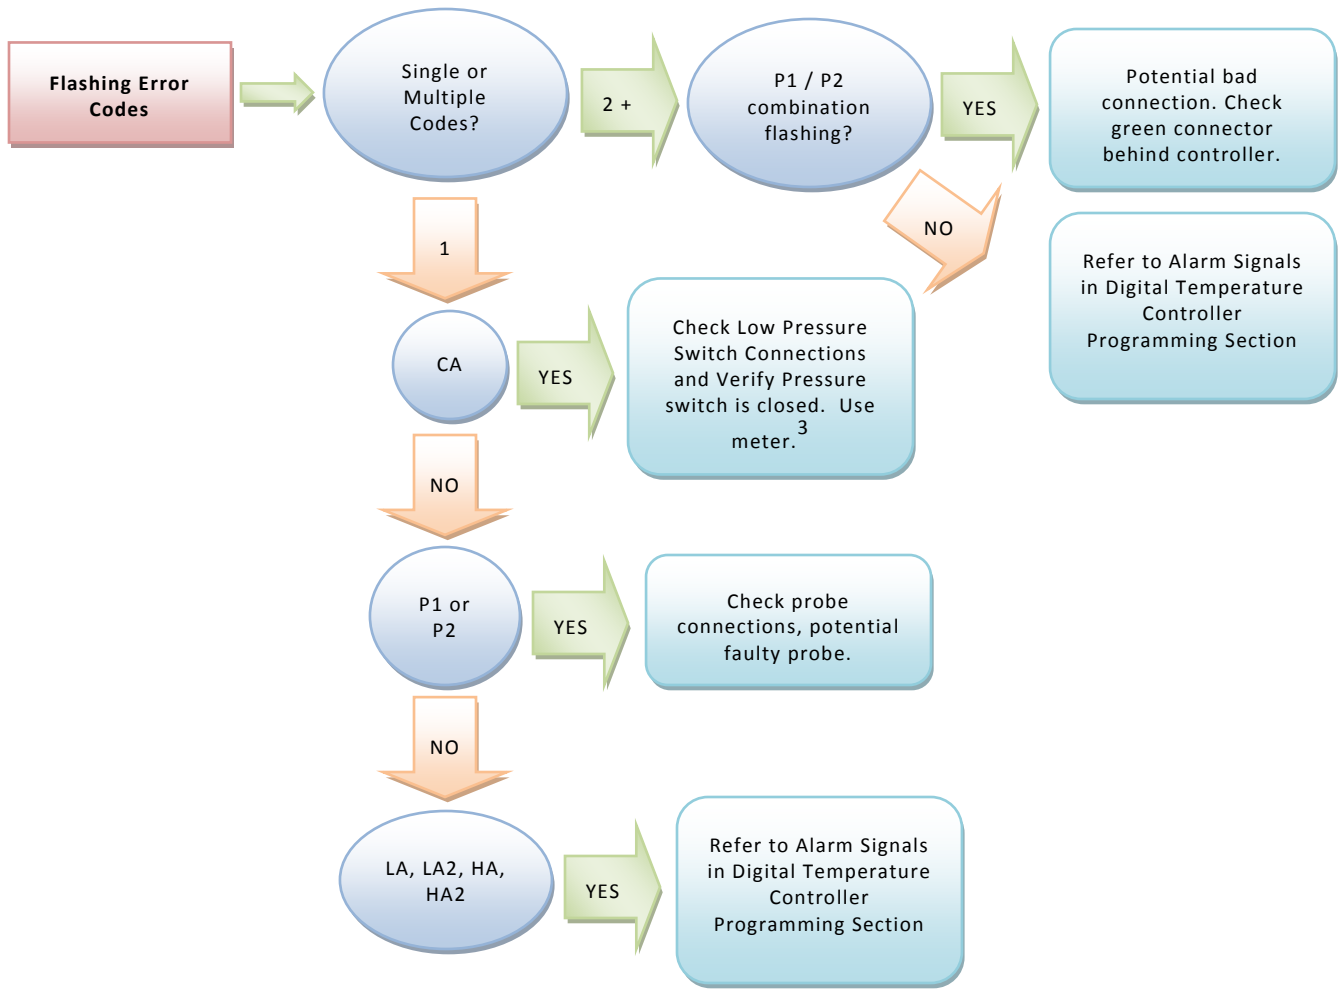 Flashing Error
Codes
Single or
Multiple
Codes?
2 +
P1 / P2
combination
flashing?
YES
Potential bad
connection. Check
green connector
behind controller.
NO
Refer to Alarm Signals
in Digital Temperature
Controller
Programming Section
1
CA
YES
Check Low Pressure
Switch Connections
and Verify Pressure
switch is closed.  Use
meter.3
NO
P1 or
P2
YES
Check probe
connections, potential
faulty probe.
NO
LA, LA2, HA,
HA2
YES
Refer to Alarm Signals
in Digital Temperature
Controller
Programming Section